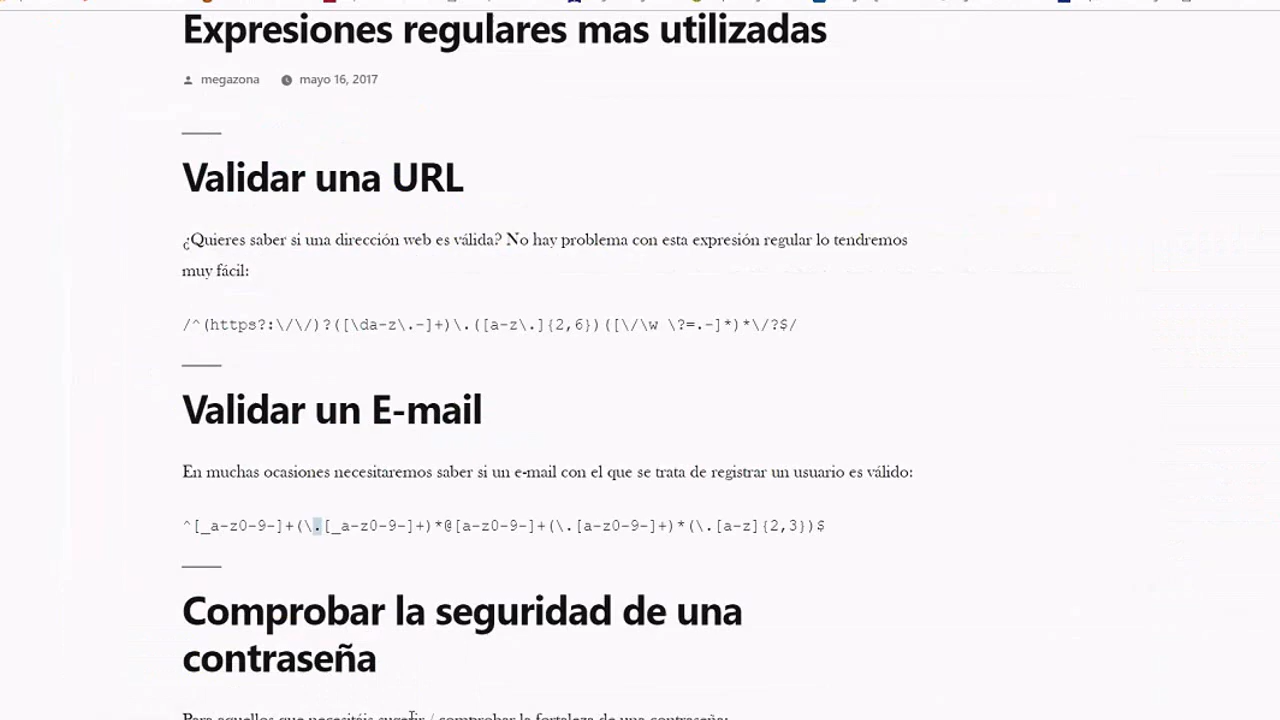 Expresiones regulares mas utilizadas
megazona mayo 16, 2017
Validar una URL
¿Quieres saber si una dirección web es válida? No hay problema con esta expresión regular lo tendremos
muy fácil:
/^(https?:\/\/)?([\da-z\.-]+)\.([a-z\.]{2,6})([\/\w \?=.-]*)*\/?$/
Validar un E-mail
En muchas ocasiones necesitaremos saber si un e-mail con el que se trata de registrar un usuario es válido:
^[_a-z0-9-]+(\.[_a-z0-9-]+)*@[a-z0-9-]+(\.[a-z0-9-]+)*(\.[a-z]{2,3})$
Comprobar la seguridad de una
contraseña
Para aquellos que necesitáis sugerir / comprobar la fortaleza de una contraseña: